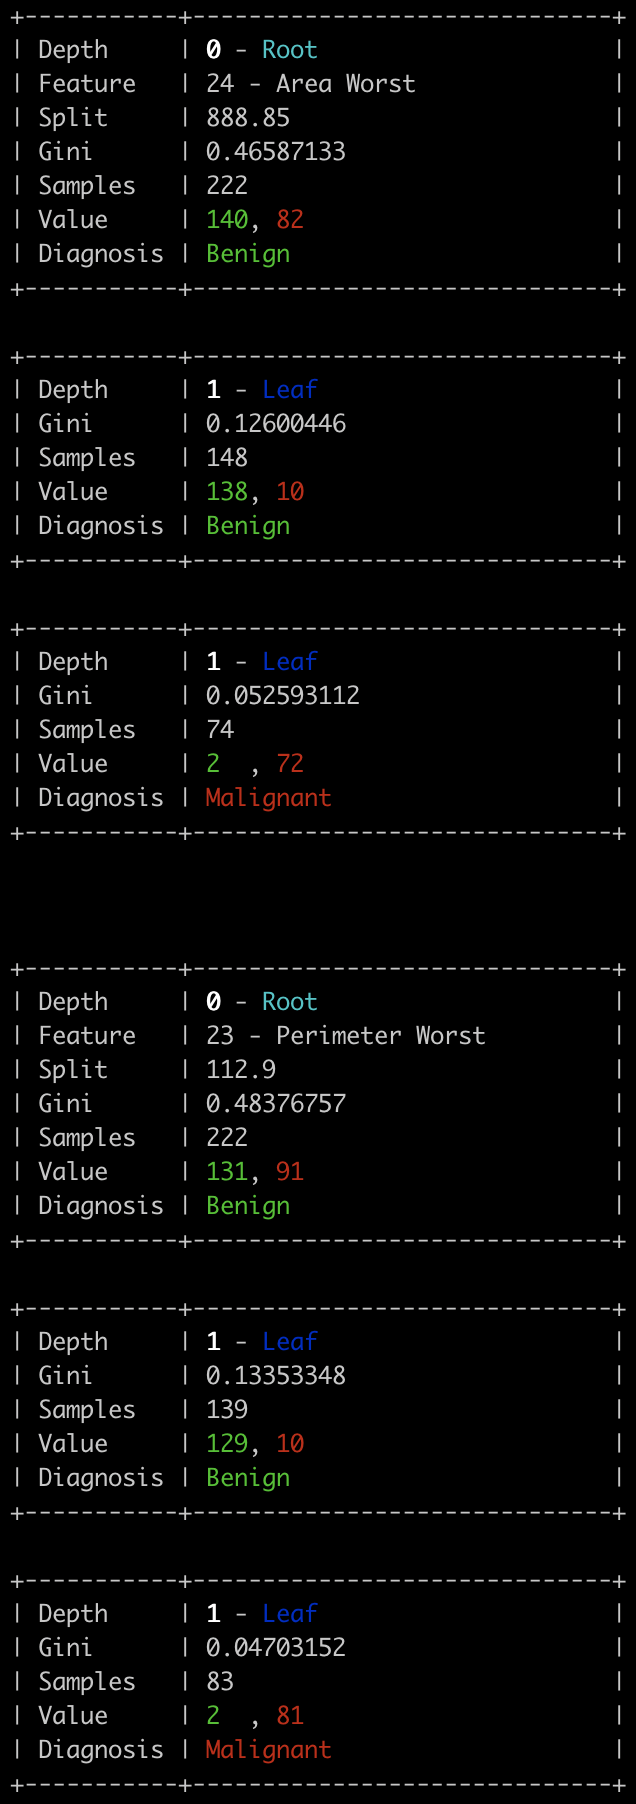 +-----------+------------------------------+
| Depth     | 0 - Root                     |
| Feature   | 24 - Area Worst              |
| Split     | 888.85                       |
| Gini      | 0.46587133                   |
| Samples   | 222                          |
| Value     | 140, 82                      |
| Diagnosis | Benign                       |
+-----------+------------------------------+
+-----------+------------------------------+
| Depth     | 1 - Leaf                     |
| Gini      | 0.12600446                   |
| Samples   | 148                          |
| Value     | 138, 10                      |
| Diagnosis | Benign                       |
+-----------+------------------------------+
+-----------+------------------------------+
| Depth     | 1 - Leaf                     |
| Gini      | 0.052593112                  |
| Samples   | 74                           |
| Value     | 2  , 72                      |
| Diagnosis | Malignant                    |
+-----------+------------------------------+
+-----------+------------------------------+
| Depth     | 0 - Root                     |
| Feature   | 23 - Perimeter Worst         |
| Split     | 112.9                        |
| Gini      | 0.48376757                   |
| Samples   | 222                          |
| Value     | 131, 91                      |
| Diagnosis | Benign                       |
+-----------+------------------------------+
+-----------+------------------------------+
| Depth     | 1 - Leaf                     |
| Gini      | 0.13353348                   |
| Samples   | 139                          |
| Value     | 129, 10                      |
| Diagnosis | Benign                       |
+-----------+------------------------------+
+-----------+------------------------------+
| Depth     | 1 - Leaf                     |
| Gini      | 0.04703152                   |
| Samples   | 83                           |
| Value     | 2  , 81                      |
| Diagnosis | Malignant                    |
+-----------+------------------------------+